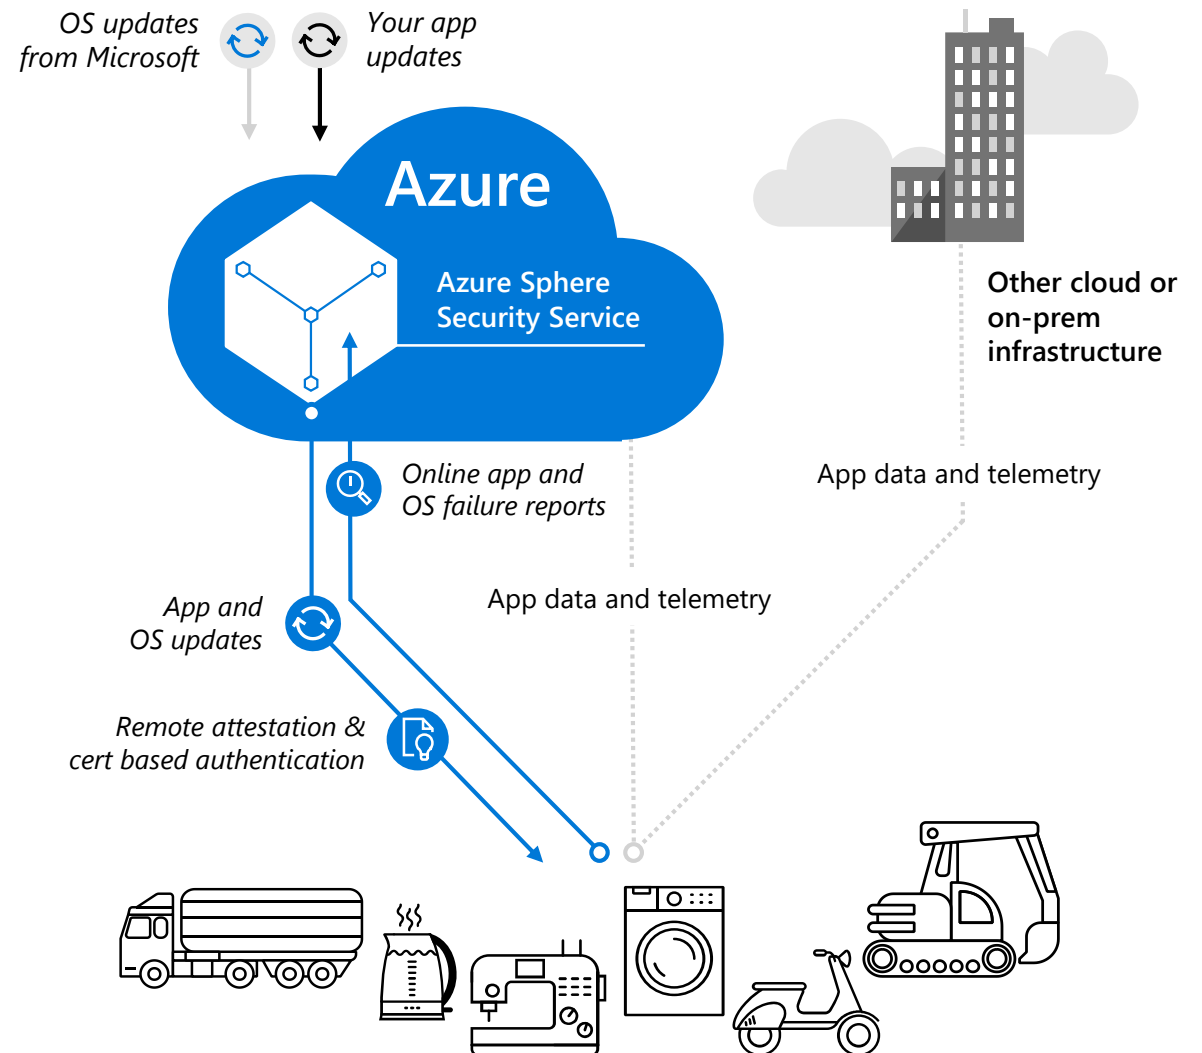 OS updates
from Microsoft
Your app
updates
Azure
Azure Sphere
Security Service
Other cloud or
on-prem
infrastructure
Online app and
OS failure reports
App data and telemetry
App data and telemetry
App and
OS updates
Remote attestation &
cert based authentication